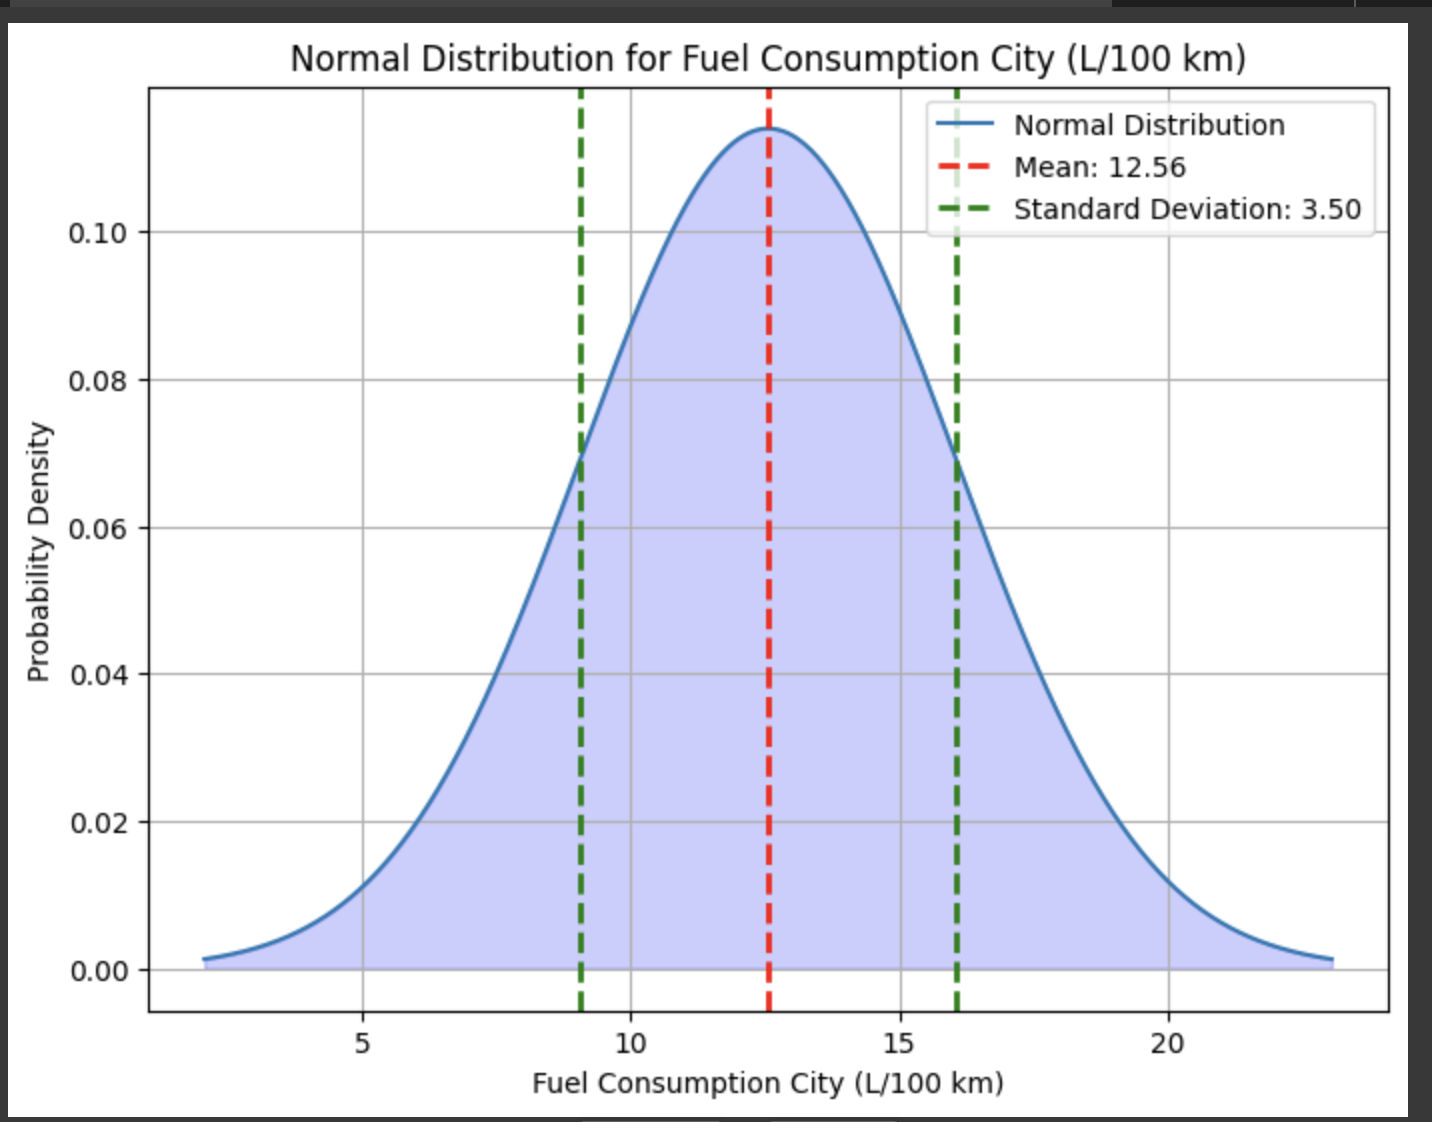 Normal Distribution for Fuel Consumption City (L/100 km)
Normal Distribution
Mean: 12.56
Standard Deviation: 3.50
Probability Density
0.10
0.08
0.06
0.04
0.02
0.00
5
10
15
20
Fuel Consumption City (L/100 km)